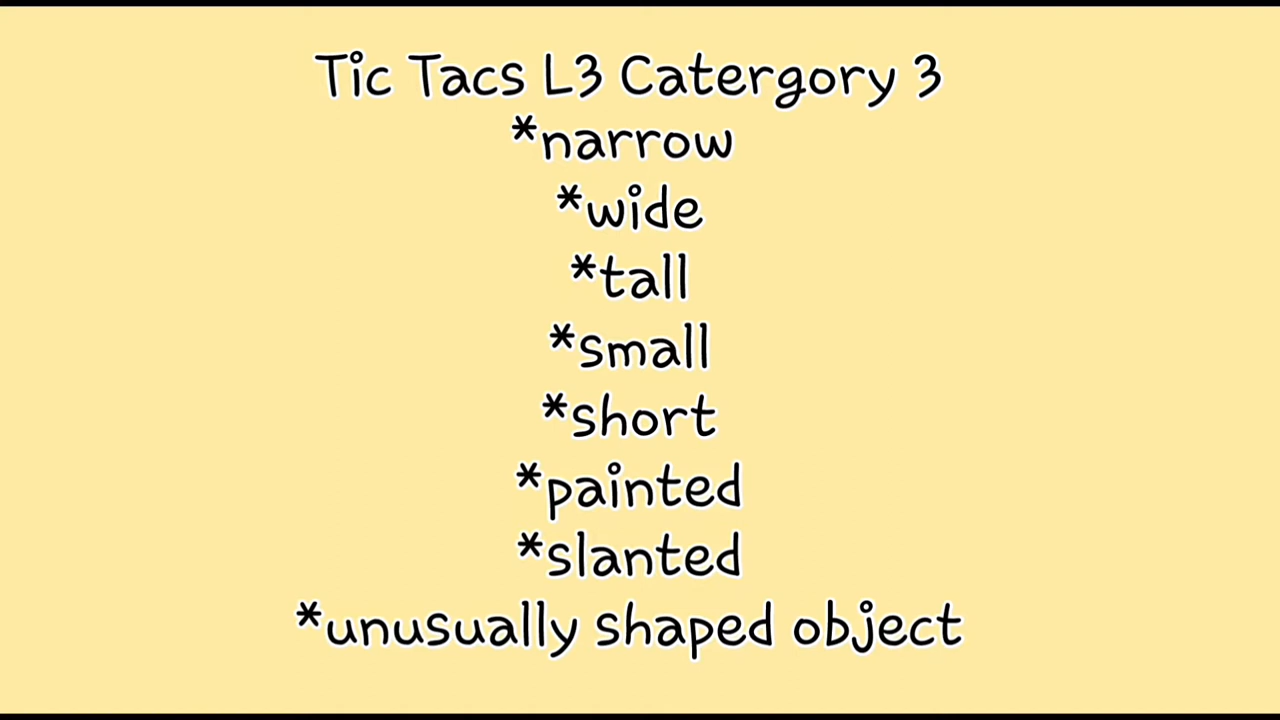 Tic Tacs L3 Catergory 3
*narrow
*wide
*tall
*small
*short
*painted
*slanted
*unusually shaped object